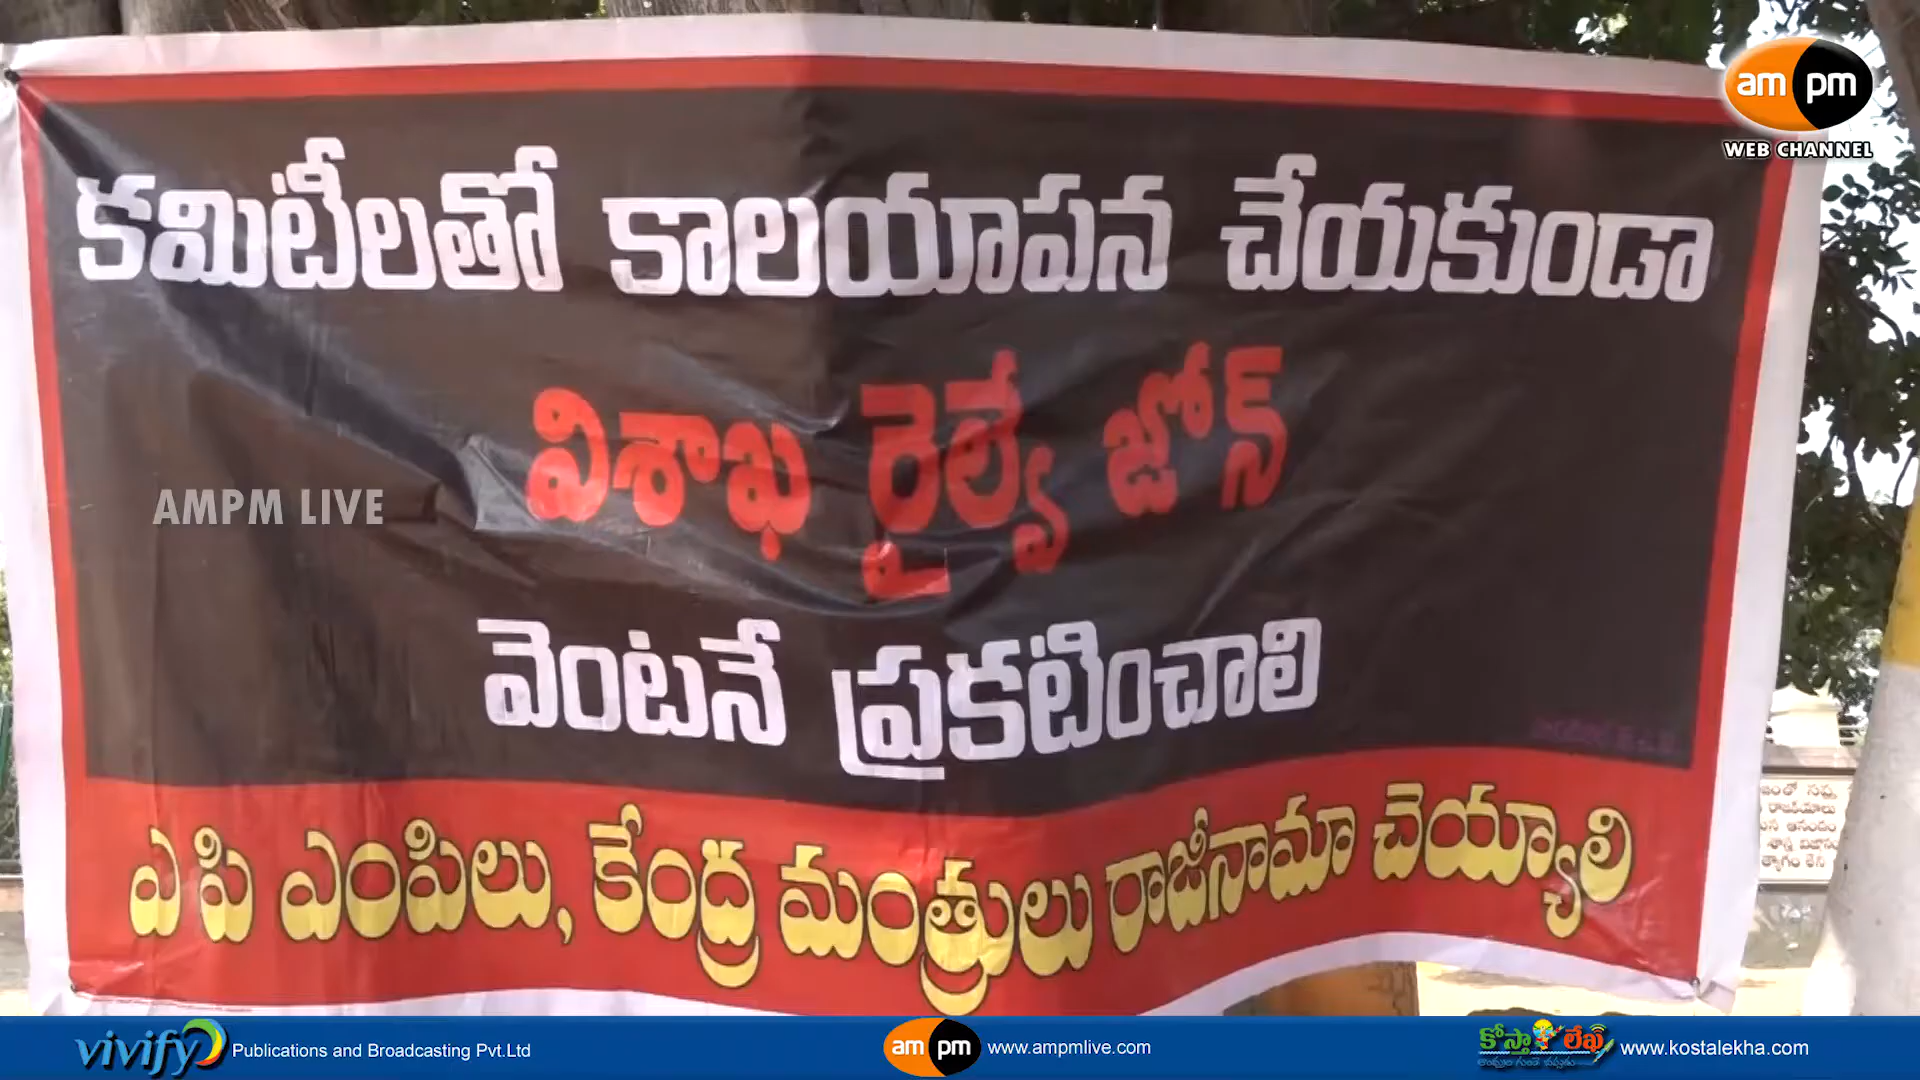 am pm
WEB CHANNEL
కమిటీలతో కాలయాపన చేయకుండా
విశాఖ రైల్వే జోన్
AMPM LIVE
వెంటనే ప్రకటించాలి
ఎ పి ఎంపిలు, కేంద్ర మంత్రులు రాజీనామా చెయ్యాలి
vivify Publications and Broadcasting Pvt.Ltd
am pm www.ampmlive.com
కోస్తా లేఖ www.kostalekha.com